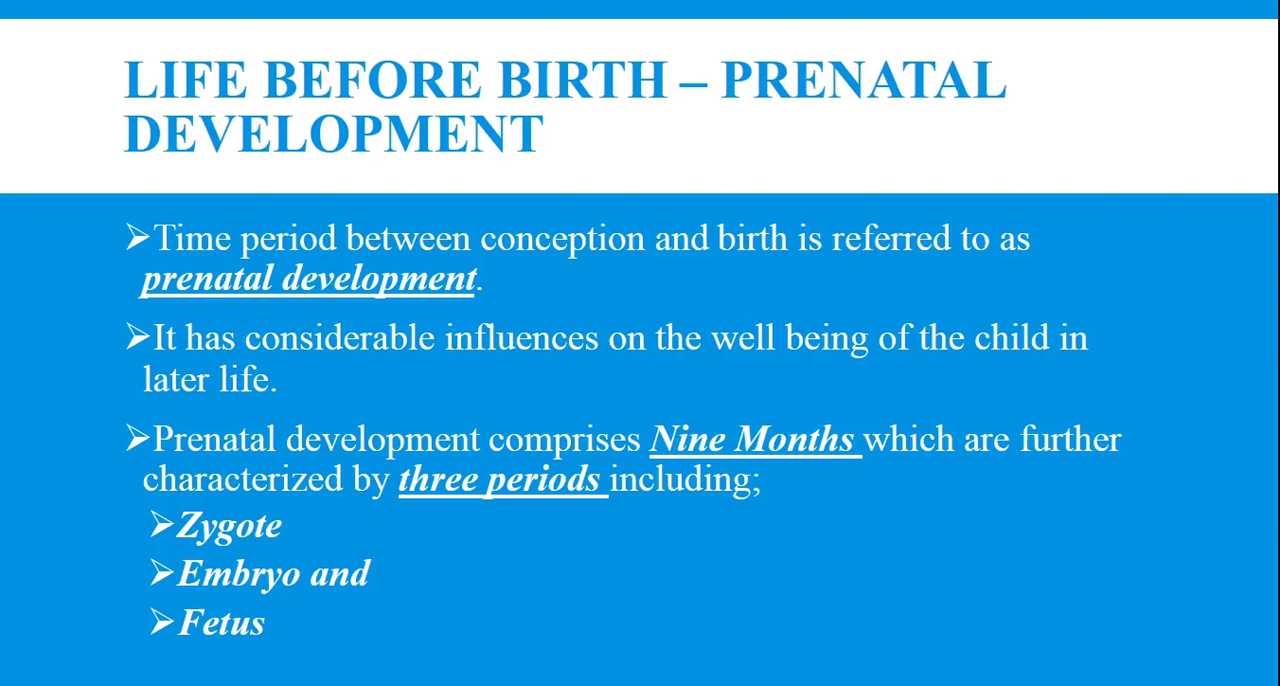 LIFE BEFORE BIRTH – PRENATAL
DEVELOPMENT
➢Time period between conception and birth is referred to as
prenatal development.
➢It has considerable influences on the well being of the child in
later life.
➢Prenatal development comprises Nine Months which are further
characterized by three periods including;
➢Zygote
➢Embryo and
➢Fetus